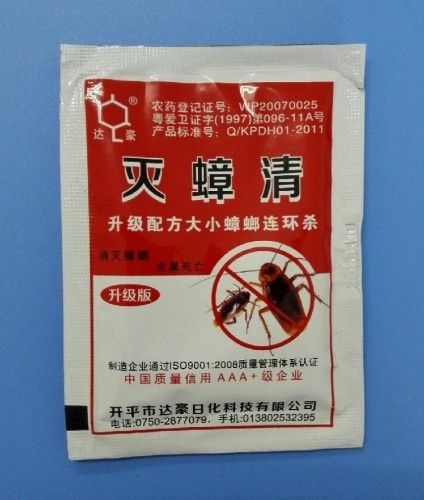 达豪®
农药登记证号：WP20070025
粤爱卫证字(1997)第096-11A号
产品标准号：Q/KPDH01-2011
灭蟑清
升级配方大小蟑螂连环杀
消灭蟑螂
全巢死亡
升级版
制造企业通过ISO9001:2008质量管理体系认证
中国质量信用AAA+级企业
开平市达豪日化科技有限公司
电话:0750-2877079，手机:013802532395